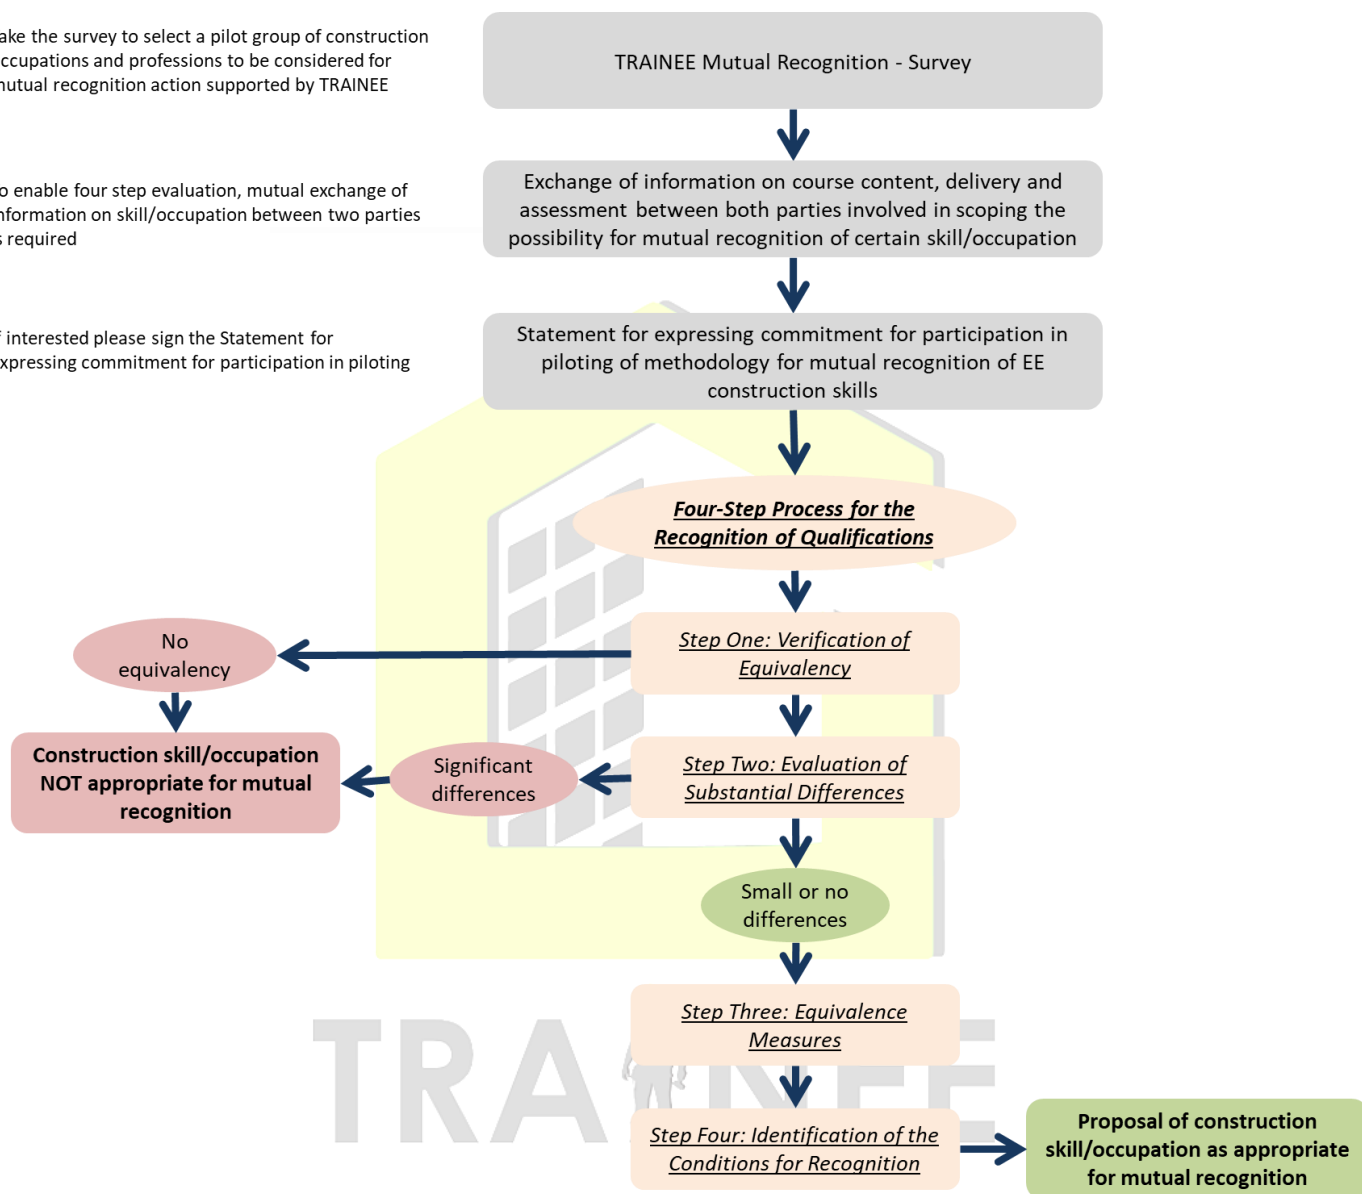 ake the survey to select a pilot group of construction
ccupations and professions to be considered for
nutual recognition action supported by TRAINEE
TRAINEE Mutual Recognition - Survey
o enable four step evaluation, mutual exchange of
nformation on skill/occupation between two parties
s required
Exchange of information on course content, delivery and
assessment between both parties involved in scoping the
possibility for mutual recognition of certain skill/occupation
f interested please sign the Statement for
xpressing commitment for participation in piloting
Statement for expressing commitment for participation in
piloting of methodology for mutual recognition of EE
construction skills
Four-Step Process for the
Recognition of Qualifications
No
equivalency
Step One: Verification of
Equivalency
Construction skill/occupation
NOT appropriate for mutual
recognition
Significant
differences
Step Two: Evaluation of
Substantial Differences
Small or no
differences
Step Three: Equivalence
Measures
TRAINEE
Step Four: Identification of the
Conditions for Recognition
Proposal of construction
skill/occupation as appropriate
for mutual recognition